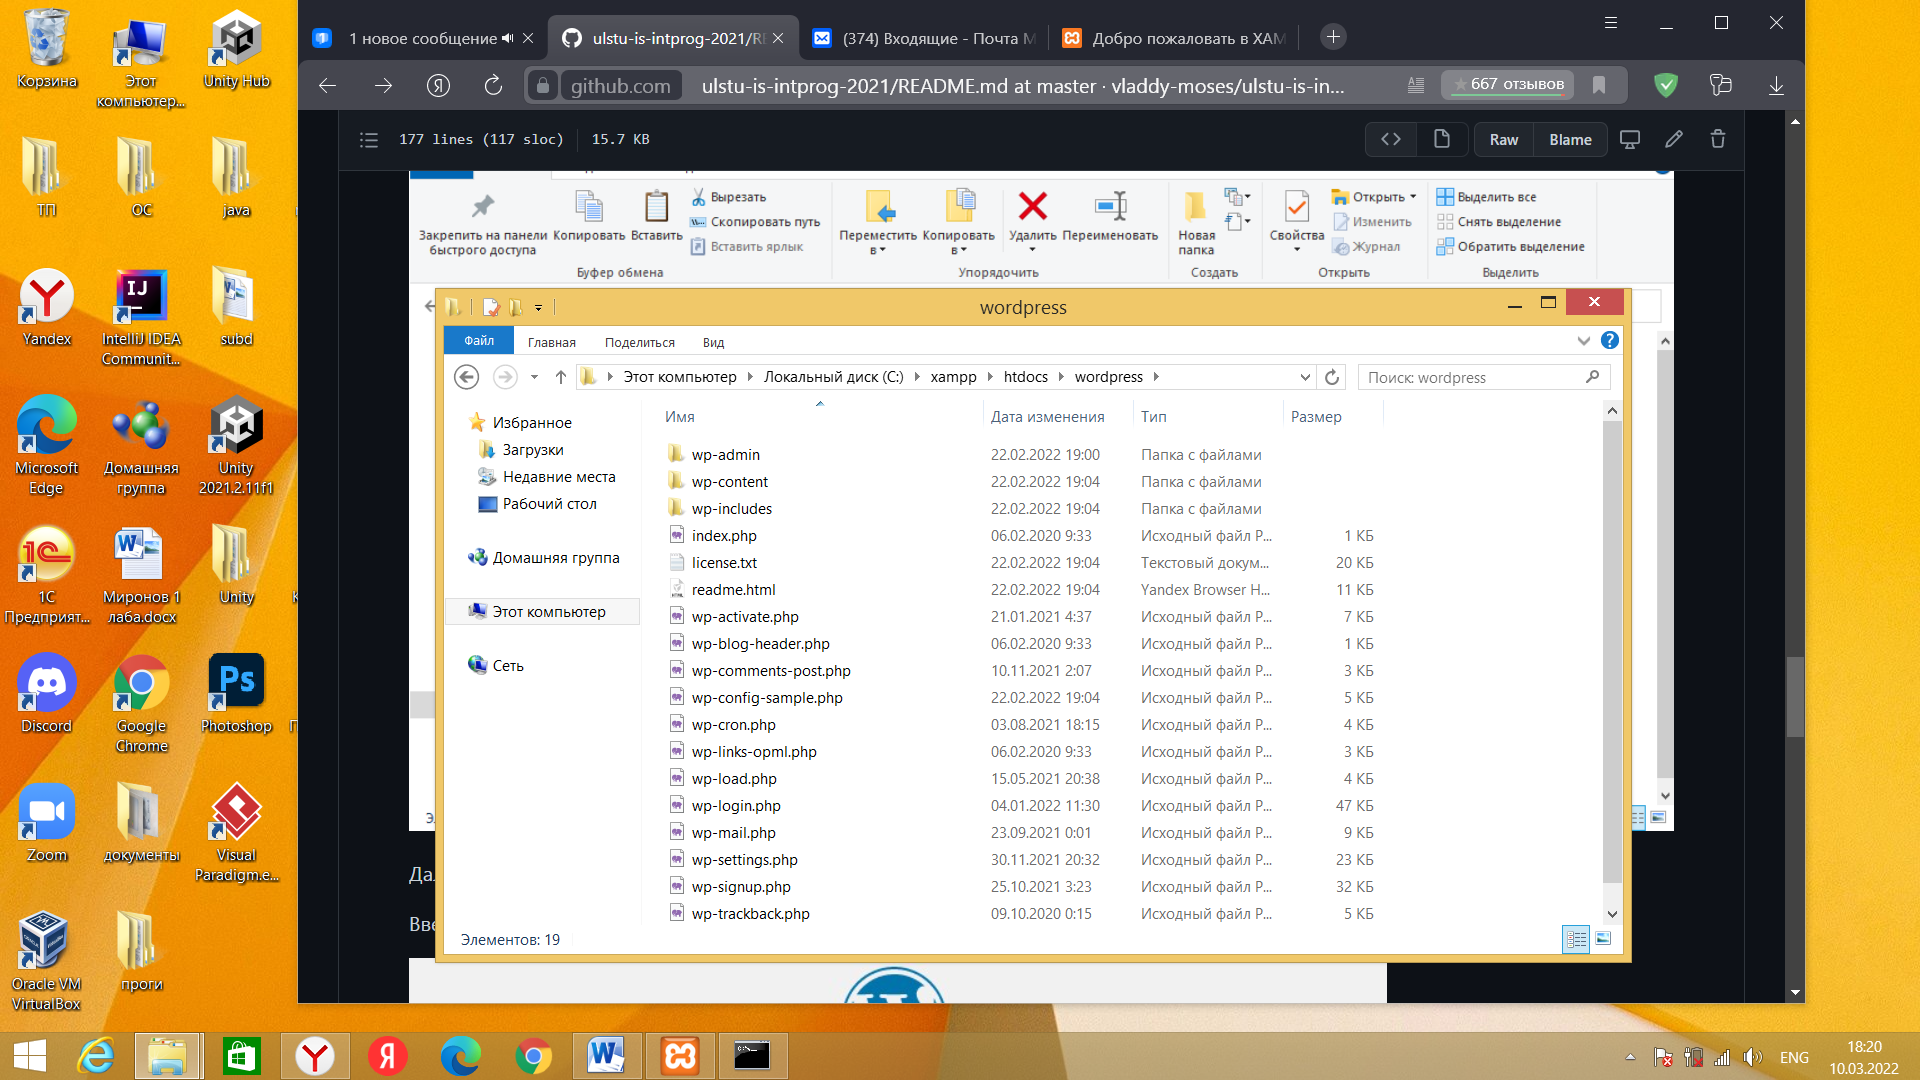 Корзина
Этот компьютер...
Unity Hub
ТП
ОС
java
Yandex
IntelliJ IDEA Communit...
subd
Microsoft Edge
Домашняя группа
Unity 2021.2.11f1
1С Предприят...
Миронов 1 лаба.docx
Unity
Discord
Google Chrome
Photoshop
Zoom
документы
Visual Paradigm.e...
Oracle VM VirtualBox
проги
1 новое сообщение
ulstu-is-intprog-2021/RE
(374) Входящие - Почта M
Добро пожаловать в XAM
github.com
ulstu-is-intprog-2021/README.md at master · vladdy-moses/ulstu-is-in...
667 отзывов
177 lines (117 sloc)
15.7 KB
Raw
Blame
Закрепить на панели быстрого доступа
Копировать
Вставить
Вырезать
Скопировать путь
Вставить ярлык
Буфер обмена
Переместить в
Копировать в
Удалить
Переименовать
Упорядочить
Новая папка
Создать
Свойства
Открыть
Изменить
Журнал
Открыть
Выделить все
Снять выделение
Обратить выделение
Выделить
wordpress
Файл
Главная
Поделиться
Вид
Этот компьютер
Локальный диск (C:)
xampp
htdocs
wordpress
Поиск: wordpress
Избранное
Загрузки
Недавние места
Рабочий стол
Домашняя группа
Этот компьютер
Сеть
Имя Дата изменения Тип Размер
wp-admin 22.02.2022 19:00 Папка с файлами
wp-content 22.02.2022 19:04 Папка с файлами
wp-includes 22.02.2022 19:04 Папка с файлами
index.php 06.02.2020 9:33 Исходный файл P... 1 КБ
license.txt 22.02.2022 19:04 Текстовый докум... 20 КБ
readme.html 22.02.2022 19:04 Yandex Browser H... 11 КБ
wp-activate.php 21.01.2021 4:37 Исходный файл P... 7 КБ
wp-blog-header.php 06.02.2020 9:33 Исходный файл P... 1 КБ
wp-comments-post.php 10.11.2021 2:07 Исходный файл P... 3 КБ
wp-config-sample.php 22.02.2022 19:04 Исходный файл P... 5 КБ
wp-cron.php 03.08.2021 18:15 Исходный файл P... 4 КБ
wp-links-opml.php 06.02.2020 9:33 Исходный файл P... 3 КБ
wp-load.php 15.05.2021 20:38 Исходный файл P... 4 КБ
wp-login.php 04.01.2022 11:30 Исходный файл P... 47 КБ
wp-mail.php 23.09.2021 0:01 Исходный файл P... 9 КБ
wp-settings.php 30.11.2021 20:32 Исходный файл P... 23 КБ
wp-signup.php 25.10.2021 3:23 Исходный файл P... 32 КБ
wp-trackback.php 09.10.2020 0:15 Исходный файл P... 5 КБ
Элементов: 19
ENG
18:20
10.03.2022